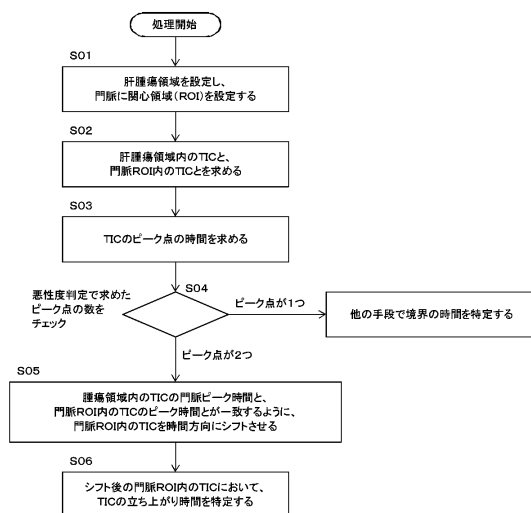 処理開始
S01
肝腫瘍領域を設定し、
門脈に関心領域(ROI)を設定する
S02
肝腫瘍領域内のTICと、
門脈ROI内のTICとを求める
S03
TICのピーク点の時間を求める
S04
悪性度判定で求めた
ピーク点の数を
チェック
ピーク点が1つ
他の手段で境界の時間を特定する
ピーク点が2つ
S05
腫瘍領域内のTICの門脈ピーク時間と、
門脈ROI内のTICのピーク時間とが一致するように、
門脈ROI内のTICを時間方向にシフトさせる
S06
シフト後の門脈ROI内のTICにおいて、
TICの立ち上がり時間を特定する